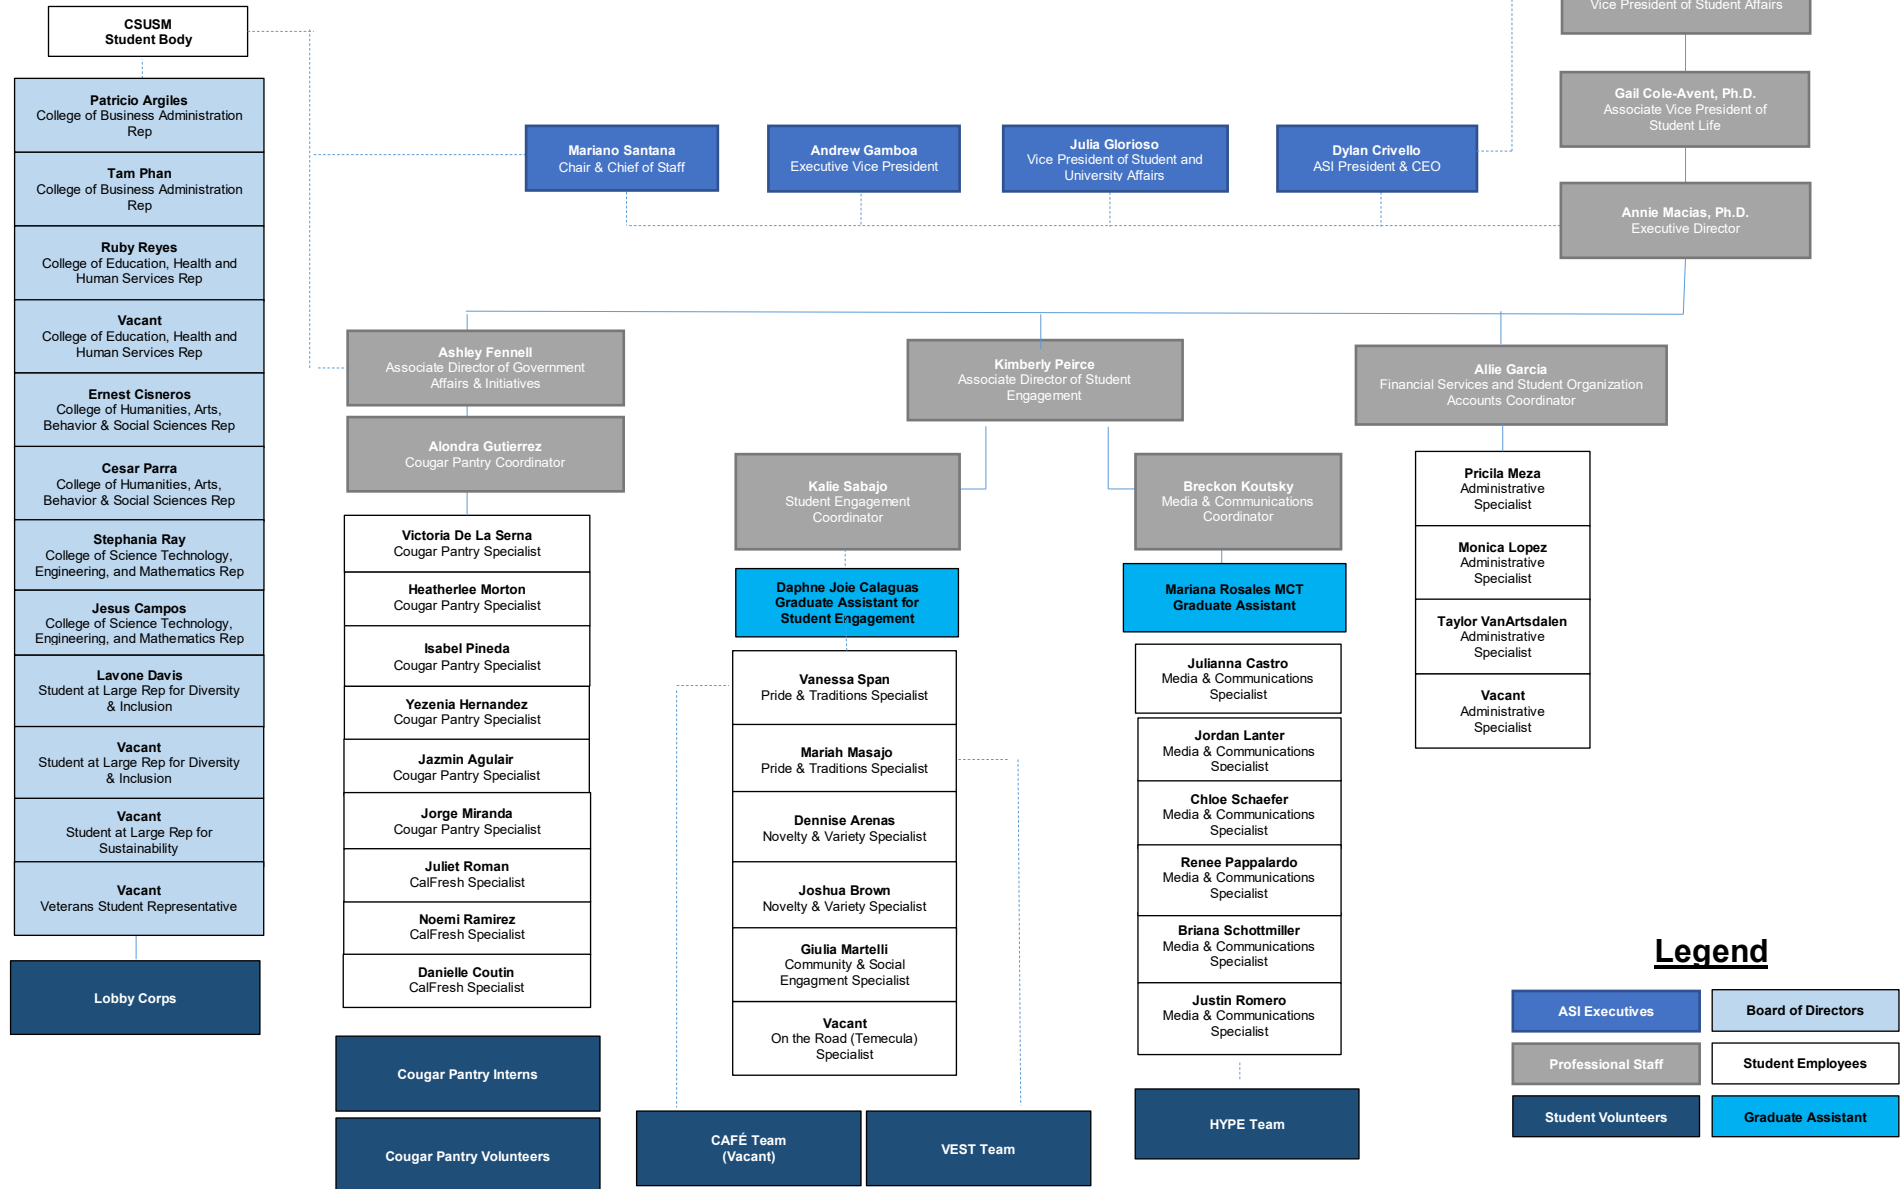 Vice President of Student Affairs
CSUSM
Student Body
Gail Cole-Avent, Ph.D.
Associate Vice President of
Student Life
Patricio Argiles
College of Business Administration
Rep
Tam Phan
College of Business Administration
Rep
Ruby Reyes
College of Education, Health and
Human Services Rep
Vacant
College of Education, Health and
Human Services Rep
Ernest Cisneros
College of Humanities, Arts,
Behavior & Social Sciences Rep
Cesar Parra
College of Humanities, Arts,
Behavior & Social Sciences Rep
Stephania Ray
College of Science Technology,
Engineering, and Mathematics Rep
Jesus Campos
College of Science Technology,
Engineering, and Mathematics Rep
Lavone Davis
Student at Large Rep for Diversity
& Inclusion
Vacant
Student at Large Rep for Diversity
& Inclusion
Vacant
Student at Large Rep for
Sustainability
Vacant
Veterans Student Representative
Lobby Corps
Mariano Santana
Chair & Chief of Staff
Andrew Gamboa
Executive Vice President
Julia Glorioso
Vice President of Student and
University Affairs
Dylan Crivello
ASI President & CEO
Annie Macias, Ph.D.
Executive Director
Ashley Fennell
Associate Director of Government
Affairs & Initiatives
Alondra Gutierrez
Cougar Pantry Coordinator
Victoria De La Serna
Cougar Pantry Specialist
Heatherlee Morton
Cougar Pantry Specialist
Isabel Pineda
Cougar Pantry Specialist
Yezenia Hernandez
Cougar Pantry Specialist
Jazmin Agulair
Cougar Pantry Specialist
Jorge Miranda
Cougar Pantry Specialist
Juliet Roman
CalFresh Specialist
Noemi Ramirez
CalFresh Specialist
Danielle Coutin
CalFresh Specialist
Cougar Pantry Interns
Cougar Pantry Volunteers
Kimberly Peirce
Associate Director of Student
Engagement
Kalie Sabajo
Student Engagement
Coordinator
Daphne Joie Calaguas
Graduate Assistant for
Student Engagement
Vanessa Span
Pride & Traditions Specialist
Mariah Masajo
Pride & Traditions Specialist
Dennise Arenas
Novelty & Variety Specialist
Joshua Brown
Novelty & Variety Specialist
Giulia Martelli
Community & Social
Engagment Specialist
Vacant
On the Road (Temecula)
Specialist
CAFÉ Team
(Vacant)
VEST Team
Breckon Koutsky
Media & Communications
Coordinator
Mariana Rosales MCT
Graduate Assistant
Julianna Castro
Media & Communications
Specialist
Jordan Lanter
Media & Communications
Specialist
Chloe Schaefer
Media & Communications
Specialist
Renee Pappalardo
Media & Communications
Specialist
Briana Schottmiller
Media & Communications
Specialist
Justin Romero
Media & Communications
Specialist
HYPE Team
Allie Garcia
Financial Services and Student Organization
Accounts Coordinator
Pricila Meza
Administrative
Specialist
Monica Lopez
Administrative
Specialist
Taylor VanArtsdalen
Administrative
Specialist
Vacant
Administrative
Specialist
Legend
ASI Executives
Board of Directors
Professional Staff
Student Employees
Student Volunteers
Graduate Assistant